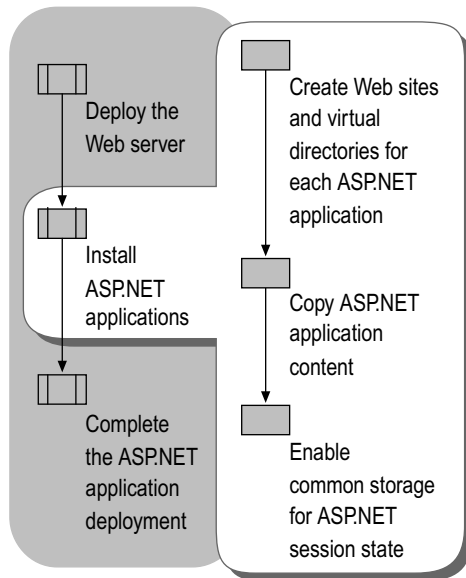 Deploy the
Web server
Install
ASP.NET
applications
Complete
the ASP.NET
application
deployment
Create Web sites
and virtual
directories for
each ASP.NET
application
Copy ASP.NET
application
content
Enable
common storage
for ASP.NET
session state